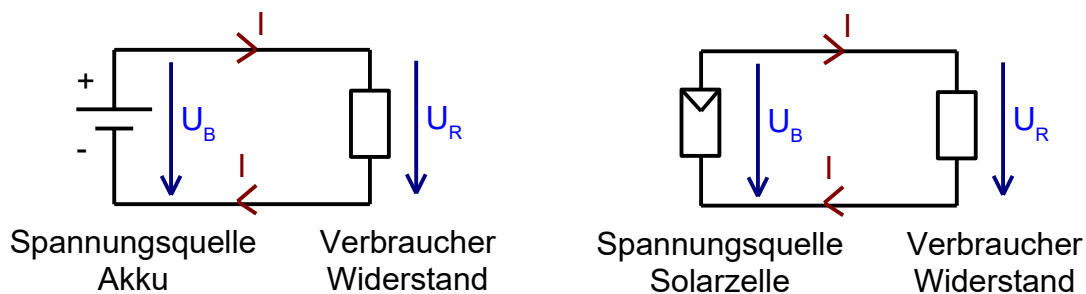 I
+
-
U_B
U_R
I
Spannungsquelle
Akku
Verbraucher
Widerstand
I
U_B
U_R
I
Spannungsquelle
Solarzelle
Verbraucher
Widerstand